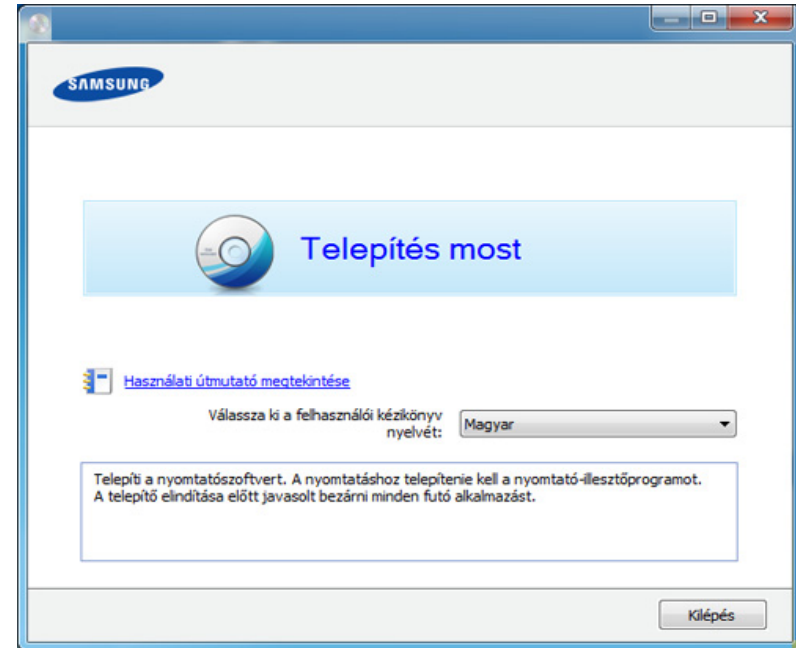 SAMSUNG
Telepítés most
Használati útmutató megtekintése
Válassza ki a felhasználói kézikönyv
nyelvét:
Magyar
Telepíti a nyomtatószoftvert. A nyomtatáshoz telepítenie kell a nyomtató-illesztőprogramot.
A telepítő elindítása előtt javasolt bezárni minden futó alkalmazást.
Kilépés